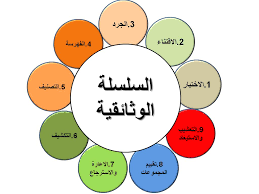 السلسلة
الوثائقية
1.الاختيار
2.الاقتناء
3.الجرد
4.الفهرسة
5.التصنيف
6.التكشيف
7.الاعارة
والاسترجاع
8.تقييم
المجموعات
9.التعشيب
والاستبعاد